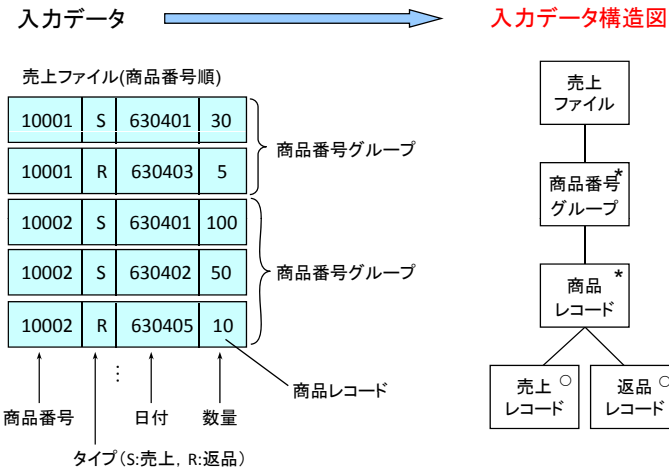 入力データ
入力データ構造図
売上ファイル(商品番号順)
10001 S 630401 30
10001 R 630403 5
10002 S 630401 100
10002 S 630402 50
10002 R 630405 10
商品番号グループ
商品番号グループ
商品レコード
⋮
商品番号
日付
数量
タイプ(S:売上, R:返品)
売上
ファイル
商品番号*
グループ
商品 *
レコード
売上 ○
レコード
返品 ○
レコード